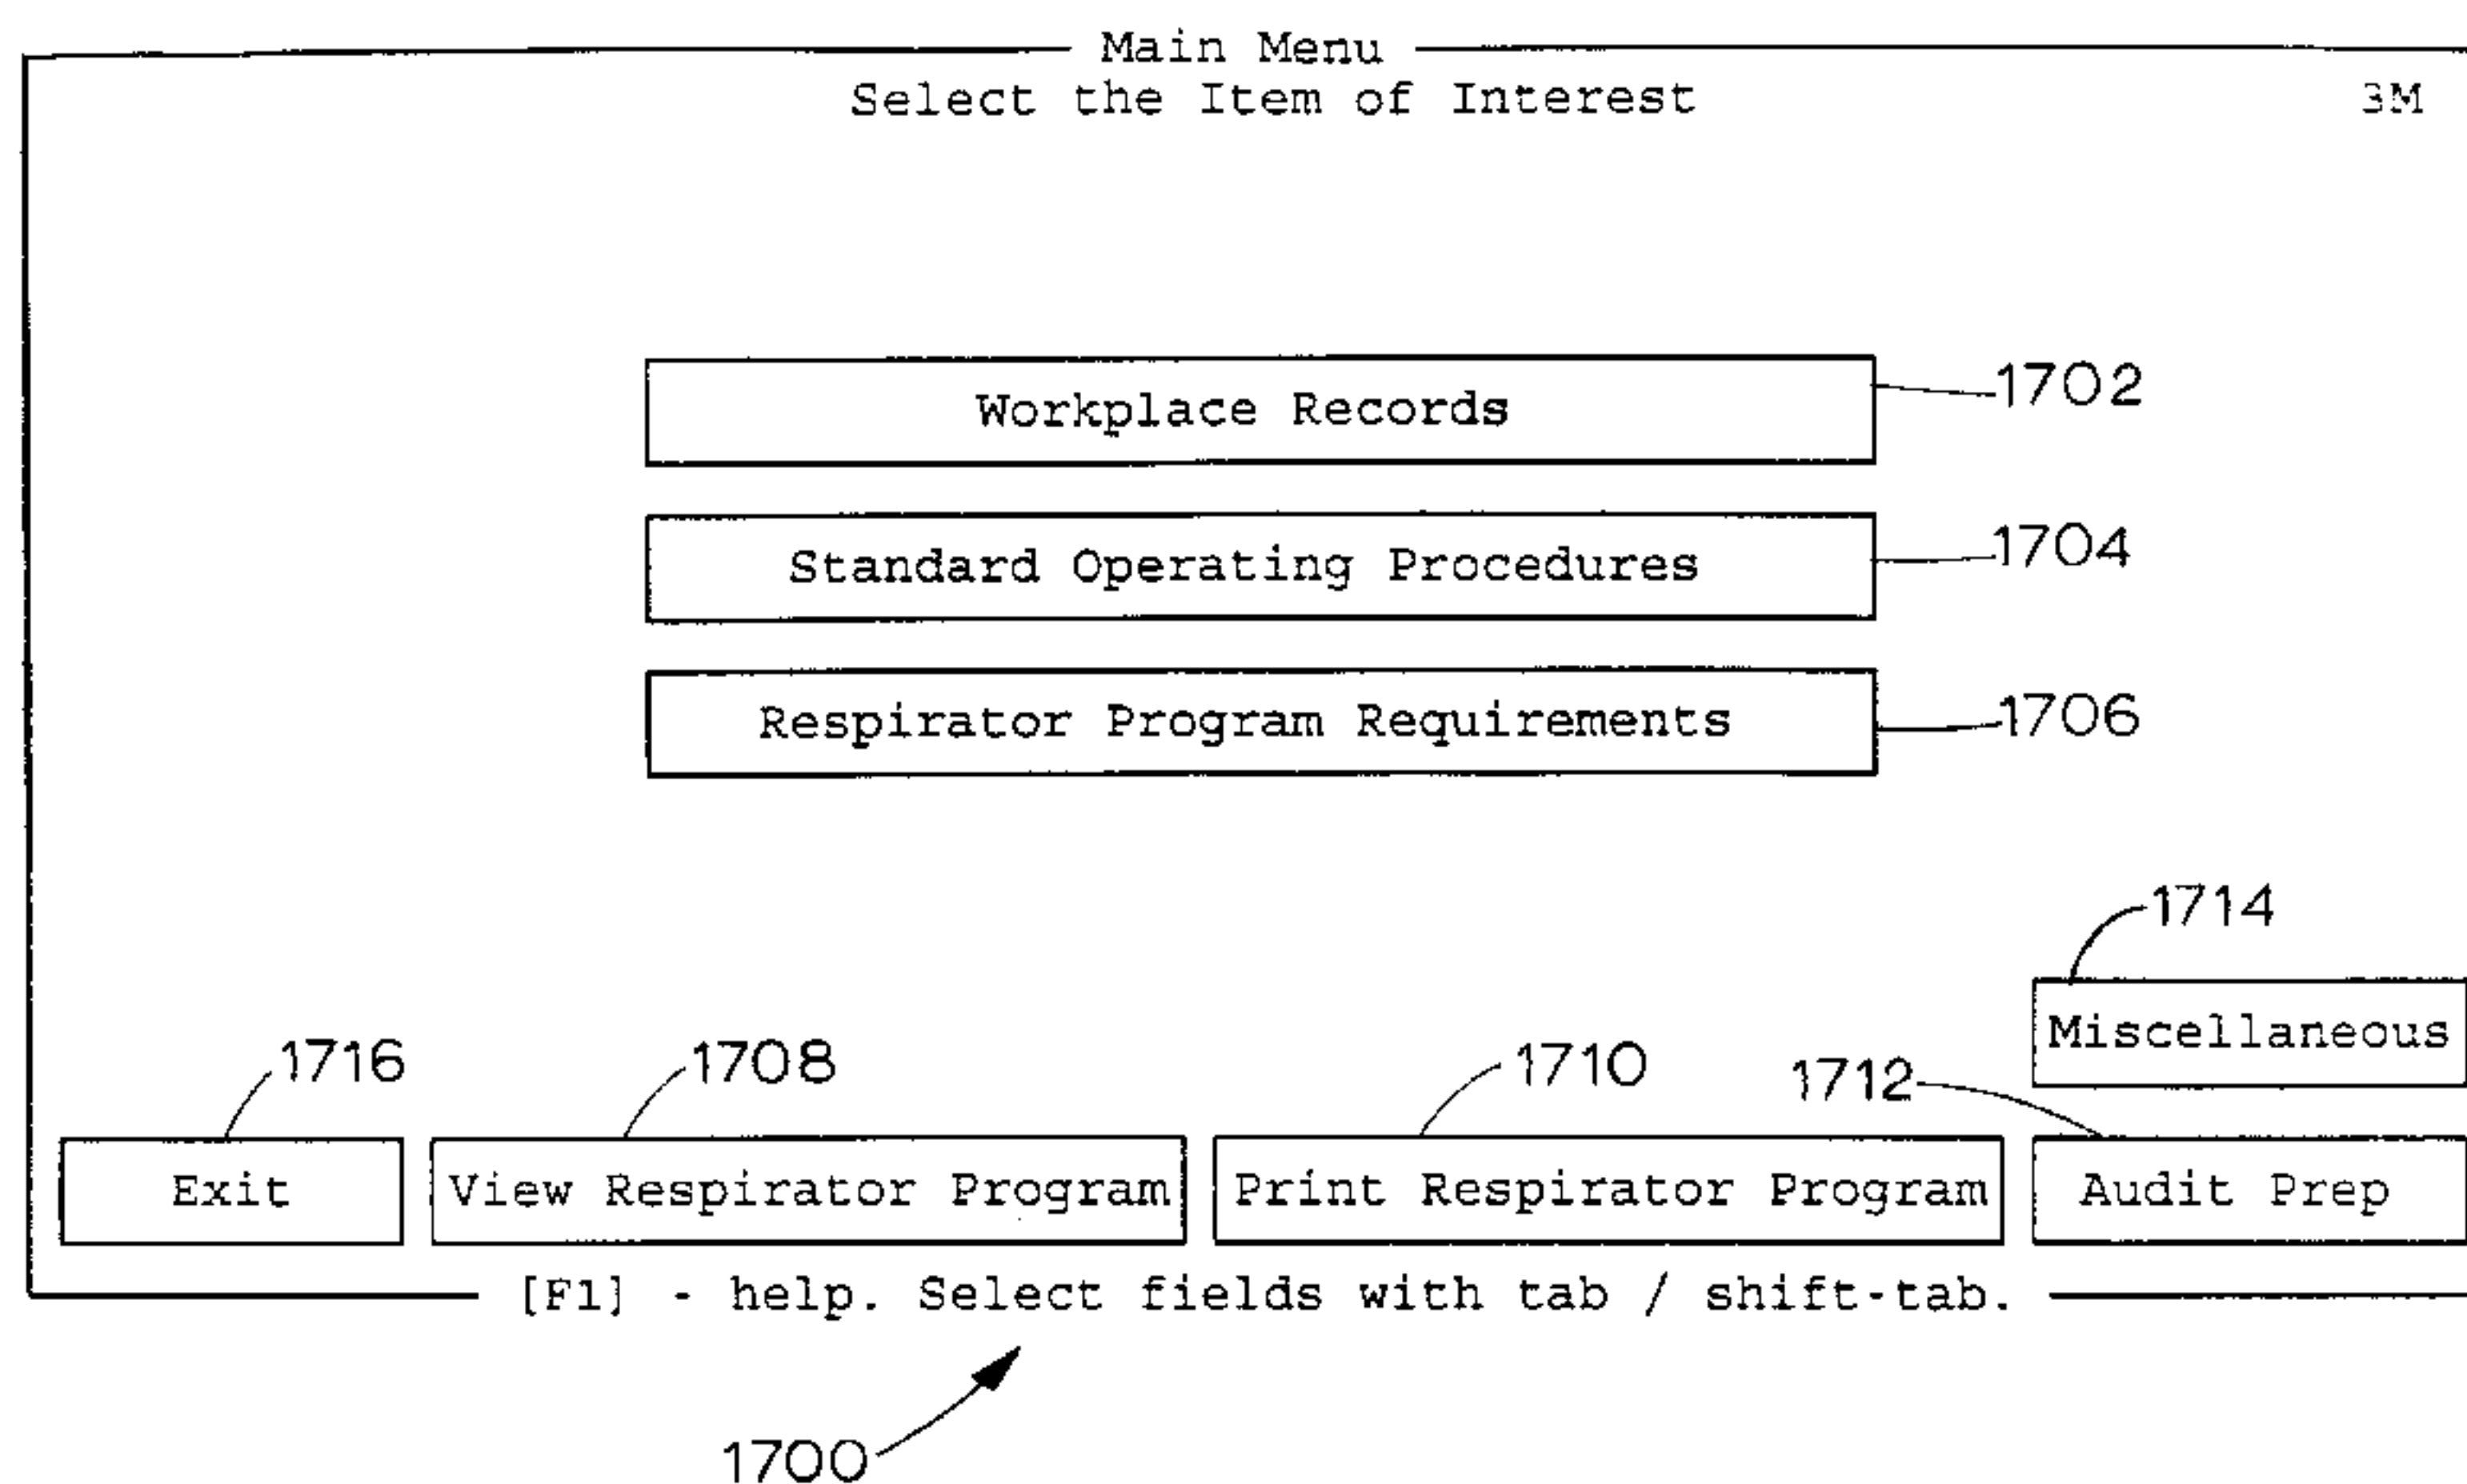 Main Menu
Select the Item of Interest 3M
Workplace Records 1702
Standard Operating Procedures 1704
Respirator Program Requirements 1706
1714
Miscellaneous
1716 1708 1710 1712
Exit View Respirator Program Print Respirator Program Audit Prep
[F1] - help. Select fields with tab / shift-tab.
1700